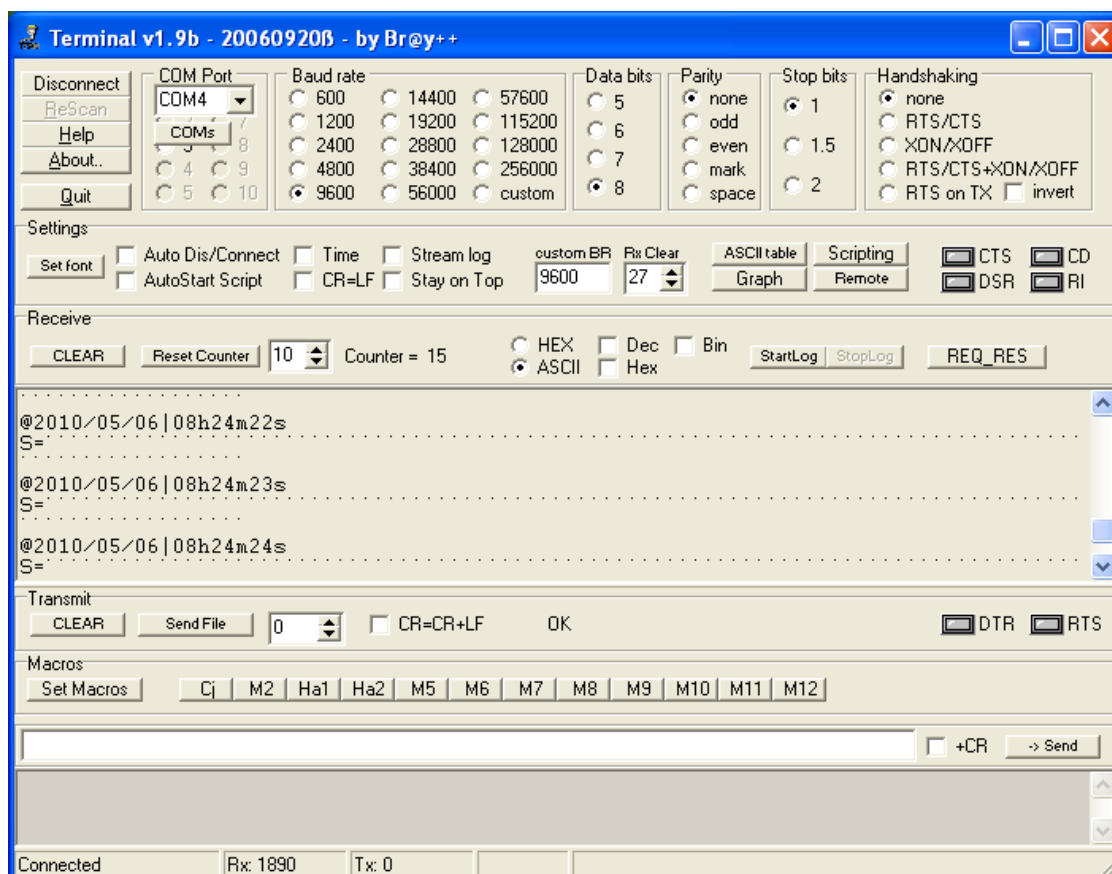 Terminal v1.9b - 20060920ß - by Br@y++
Disconnect
ReScan
Help
About..
Quit
COM Port
COM4
COMs
3 8
4 9
5 10
Baud rate
600 14400 57600
1200 19200 115200
2400 28800 128000
4800 38400 256000
9600 56000 custom
Data bits
5
6
7
8
Parity
none
odd
even
mark
space
Stop bits
1
1.5
2
Handshaking
none
RTS/CTS
XON/XOFF
RTS/CTS+XON/XOFF
RTS on TX invert
Settings
Set font
Auto Dis/Connect Time Stream log
AutoStart Script CR=LF Stay on Top
custom BR Rx Clear
9600 27
ASCII table Scripting
Graph Remote
CTS CD
DSR RI
Receive
CLEAR Reset Counter 10 Counter = 15
HEX Dec Bin
ASCII Hex
StartLog StopLog REQ_RES
@2010/05/06|08h24m22s
S=
@2010/05/06|08h24m23s
S=
@2010/05/06|08h24m24s
S=
Transmit
CLEAR Send File 0 CR=CR+LF OK DTR RTS
Macros
Set Macros Cj M2 Ha1 Ha2 M5 M6 M7 M8 M9 M10 M11 M12
+CR -> Send
Connected Rx: 1890 Tx: 0